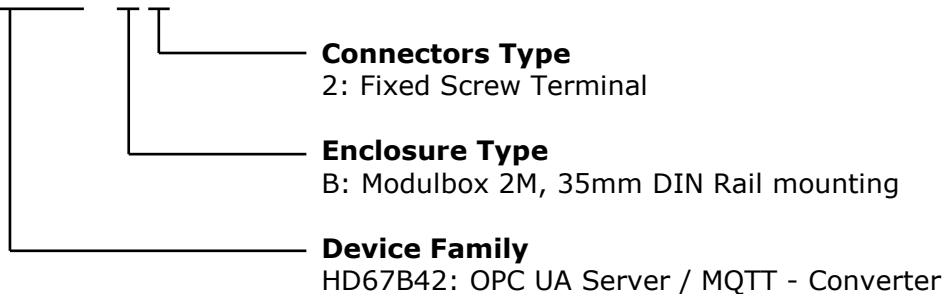 Connectors Type
2: Fixed Screw Terminal
Enclosure Type
B: Modulbox 2M, 35mm DIN Rail mounting
Device Family
HD67B42: OPC UA Server / MQTT - Converter